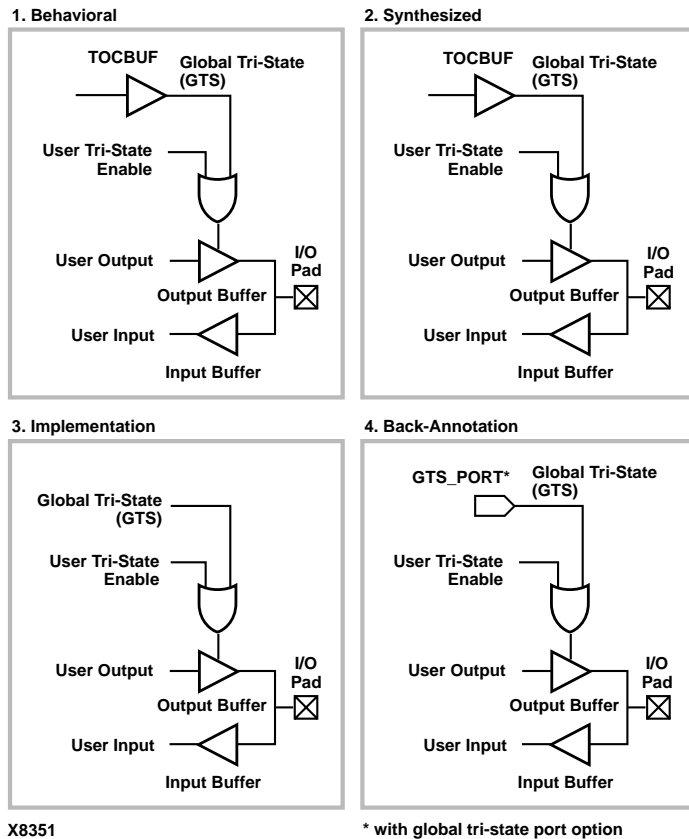 1. Behavioral
TOCBUF
Global Tri-State
(GTS)
User Tri-State
Enable
User Output
I/O
Pad
Output Buffer
User Input
Input Buffer
2. Synthesized
TOCBUF
Global Tri-State
(GTS)
User Tri-State
Enable
User Output
I/O
Pad
Output Buffer
User Input
Input Buffer
3. Implementation
Global Tri-State
(GTS)
User Tri-State
Enable
User Output
I/O
Pad
Output Buffer
User Input
Input Buffer
4. Back-Annotation
GTS_PORT*
Global Tri-State
(GTS)
User Tri-State
Enable
User Output
I/O
Pad
Output Buffer
User Input
Input Buffer
X8351
* with global tri-state port option